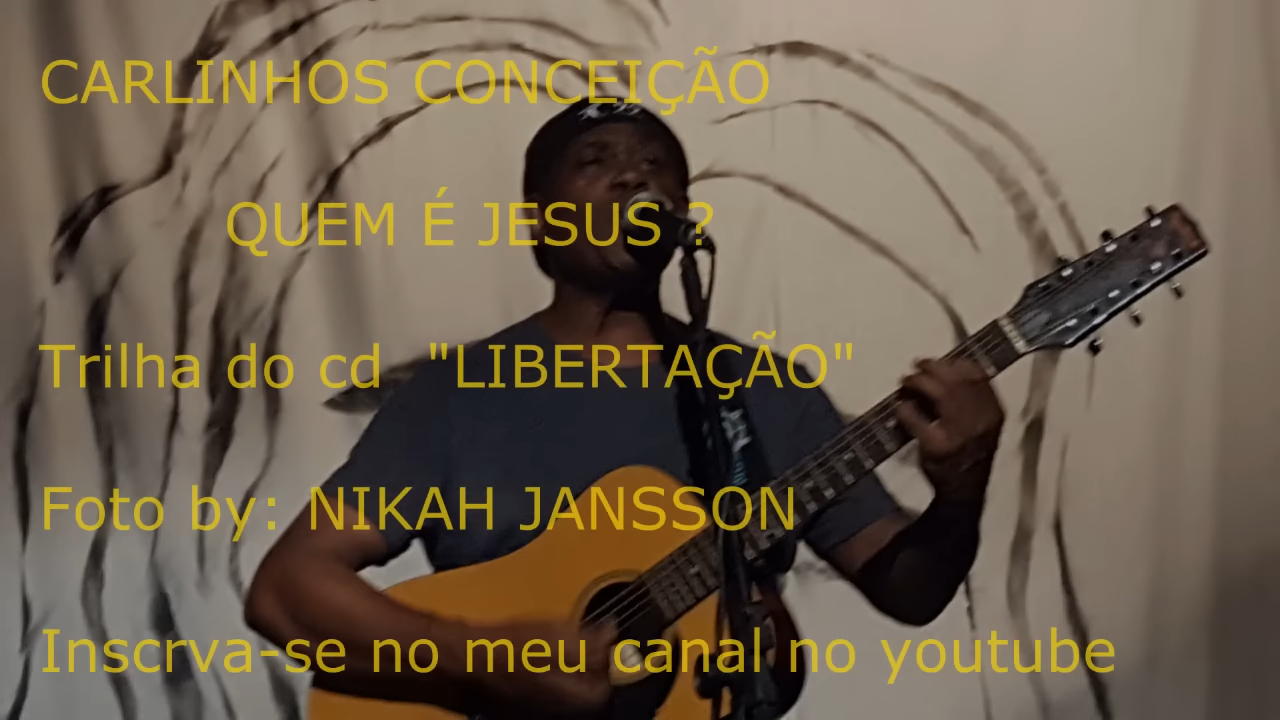 CARLINHOS CONCEIÇÃO
QUEM É JESUS ?
Trilha do cd "LIBERTAÇÃO"
Foto by: NIKAH JANSSON
Inscrva-se no meu canal no youtube